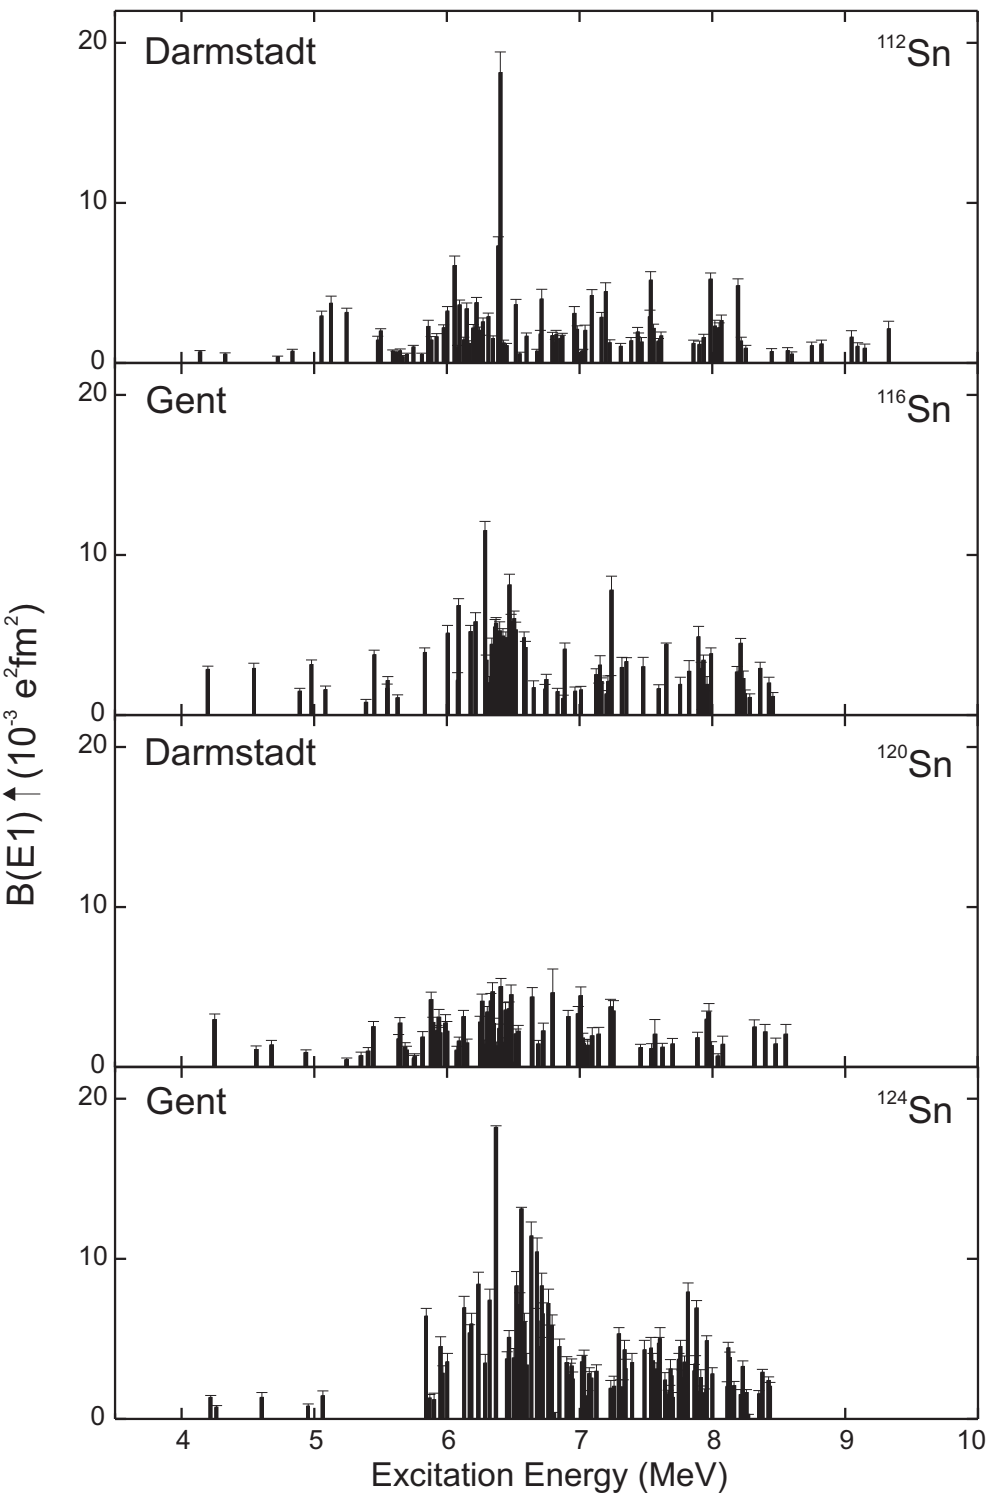 20
Darmstadt
¹¹²Sn
10
0
20
Gent
¹¹⁶Sn
10
0
B(E1) ↑ (10⁻³ e²fm²)
20
Darmstadt
¹²⁰Sn
10
0
20
Gent
¹²⁴Sn
10
0
4 5 6 7 8 9 10
Excitation Energy (MeV)